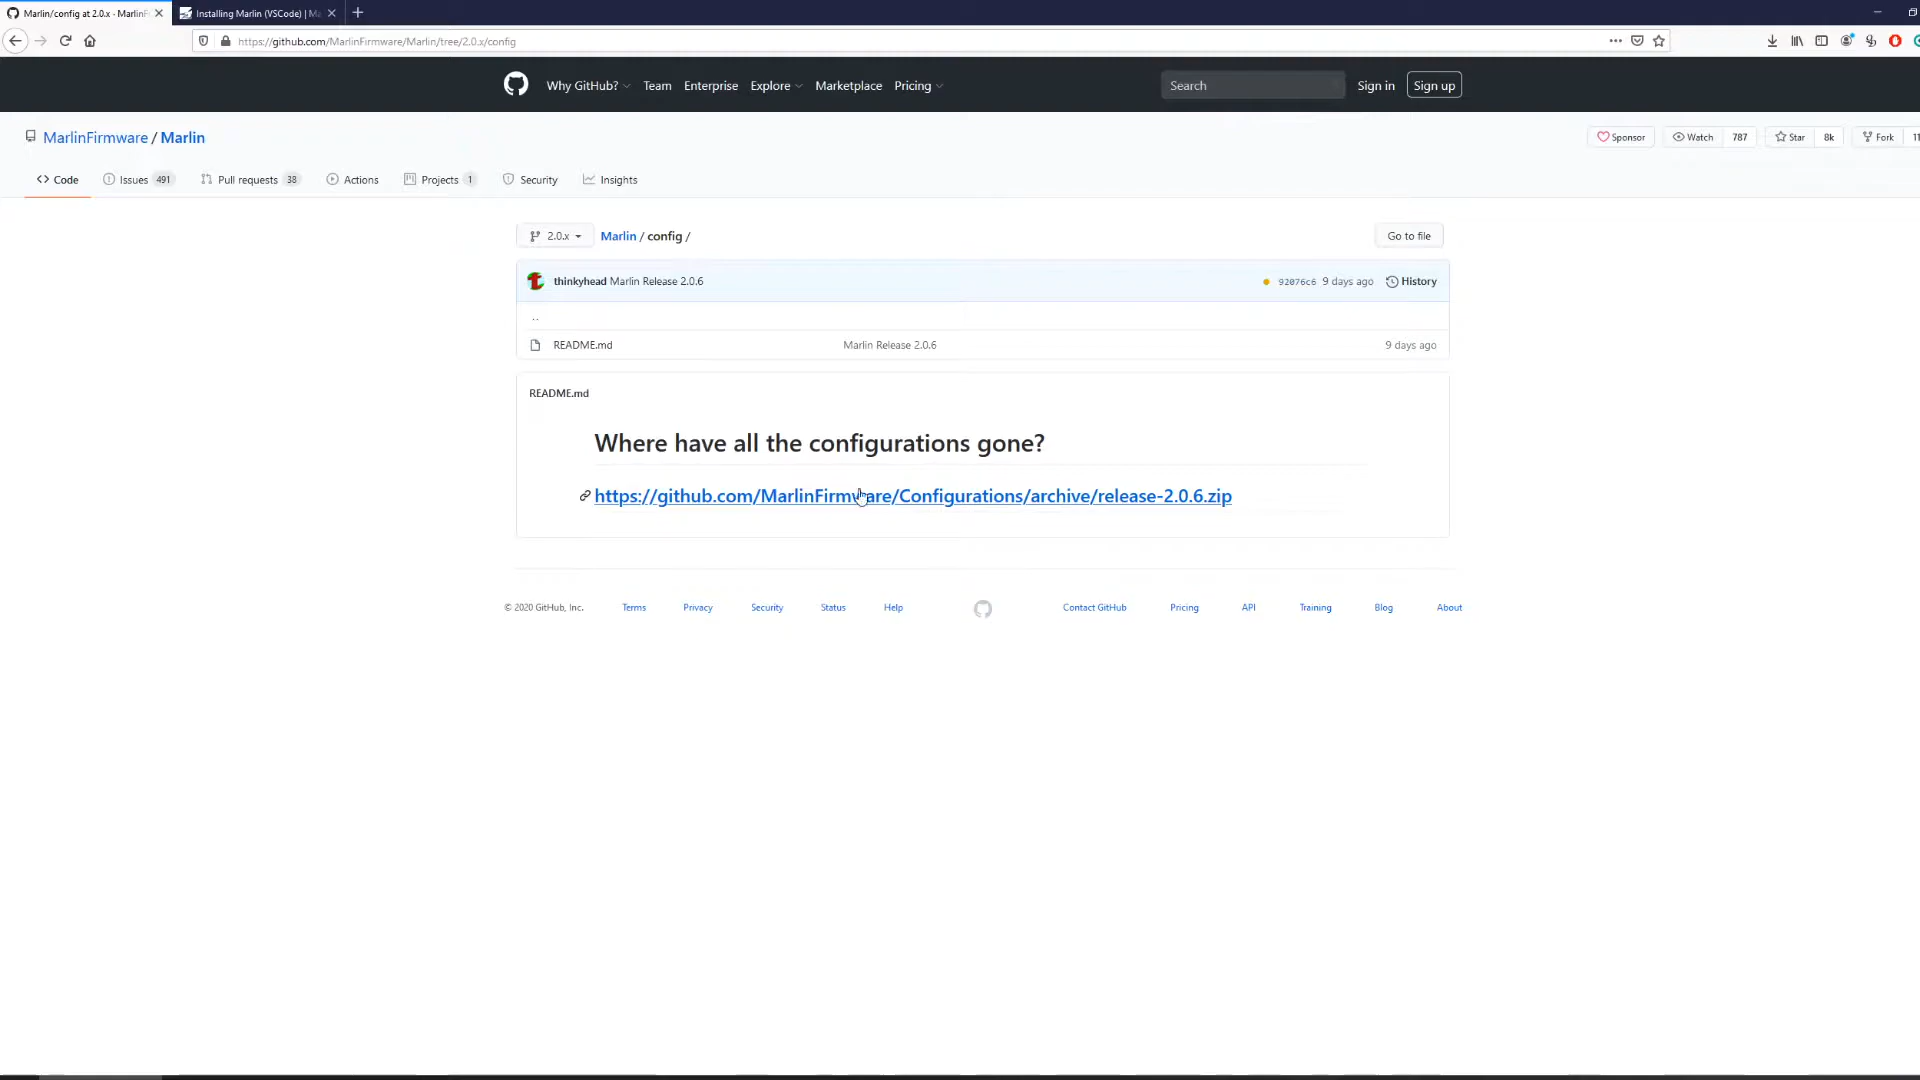 Marlin/config at 2.0.x · MarlinF
Installing Marlin (VSCode) | Ma
https://github.com/MarlinFirmware/Marlin/tree/2.0.x/config
Why GitHub? Team Enterprise Explore Marketplace Pricing
Search
Sign in Sign up
MarlinFirmware / Marlin
Sponsor Watch 787 Star 8k Fork 11
Code Issues 491 Pull requests 38 Actions Projects 1 Security Insights
2.0.x Marlin / config / Go to file
thinkyhead Marlin Release 2.0.6 92076c6 9 days ago History
..
README.md Marlin Release 2.0.6 9 days ago
README.md
Where have all the configurations gone?
https://github.com/MarlinFirmware/Configurations/archive/release-2.0.6.zip
© 2020 GitHub, Inc. Terms Privacy Security Status Help Contact GitHub Pricing API Training Blog About